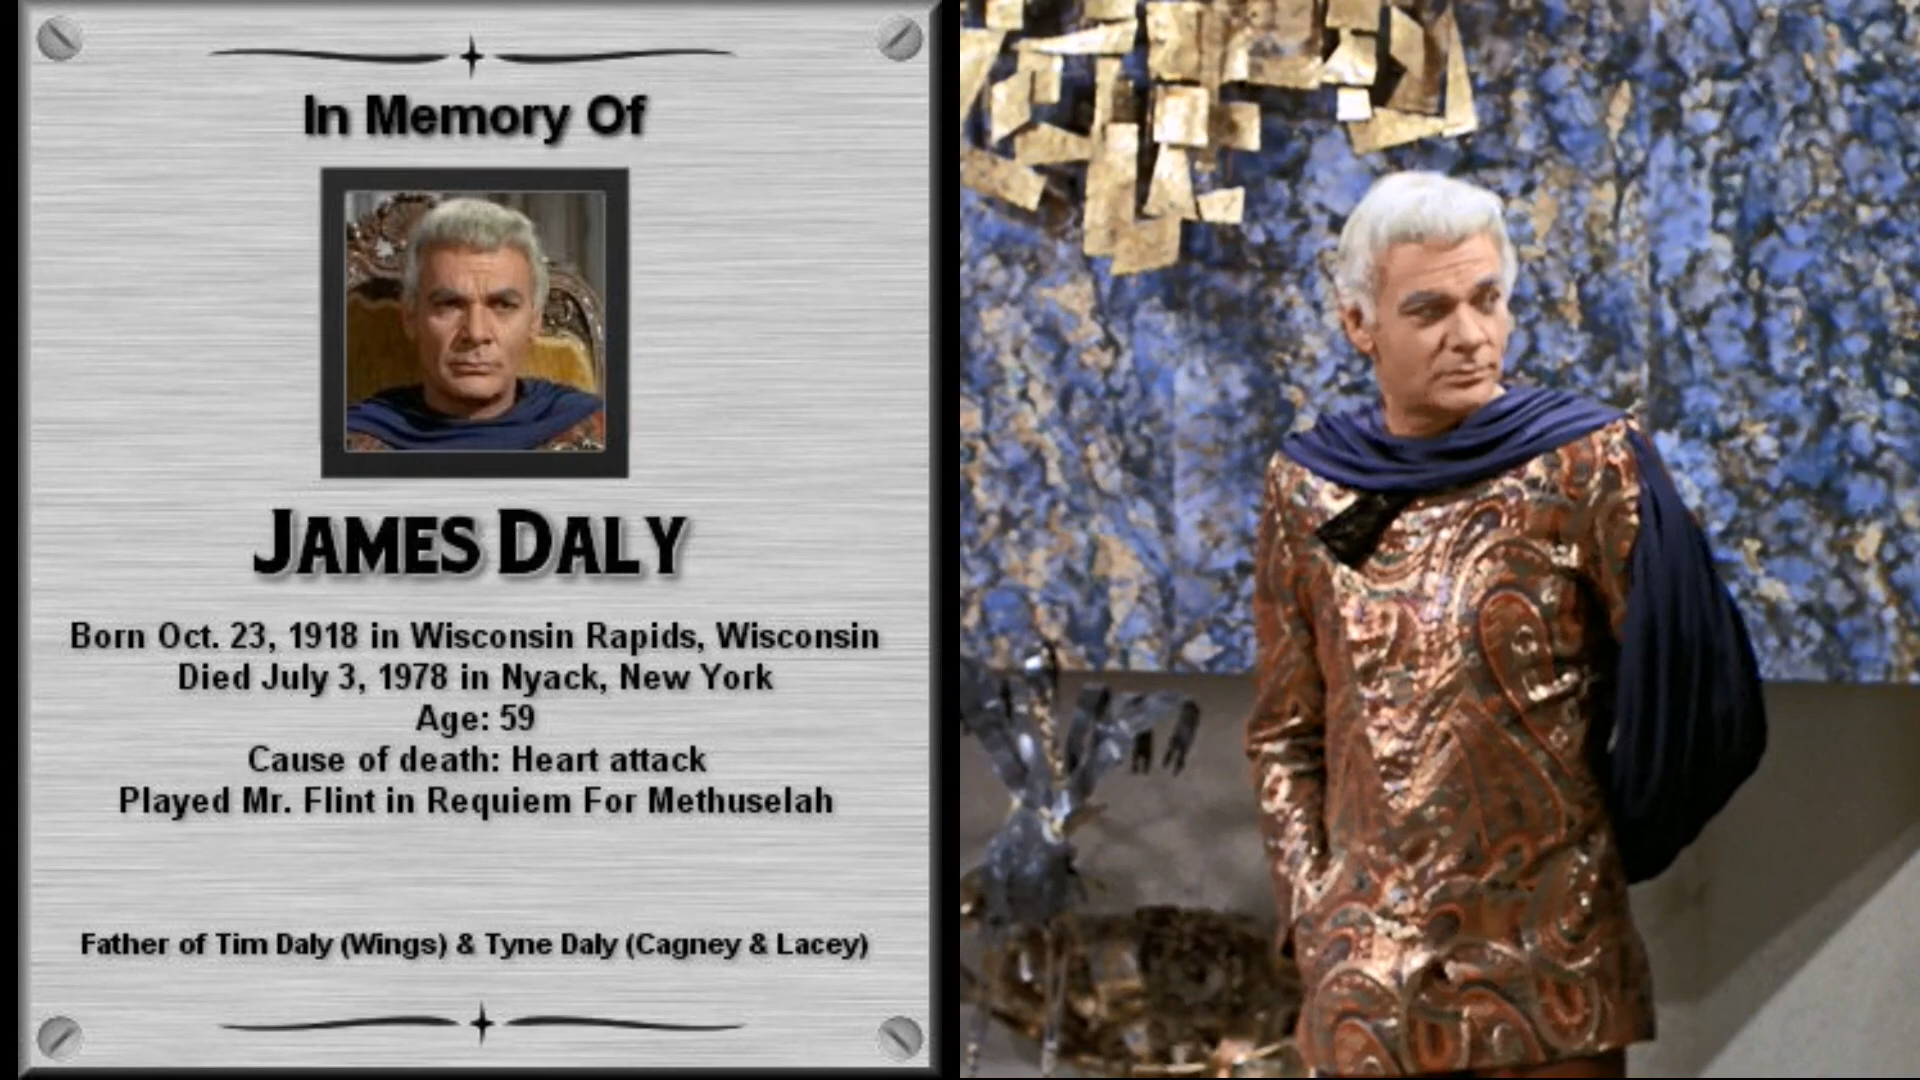 In Memory Of
JAMES DALY
Born Oct. 23, 1918 in Wisconsin Rapids, Wisconsin
Died July 3, 1978 in Nyack, New York
Age: 59
Cause of death: Heart attack
Played Mr. Flint in Requiem For Methuselah
Father of Tim Daly (Wings) & Tyne Daly (Cagney & Lacey)